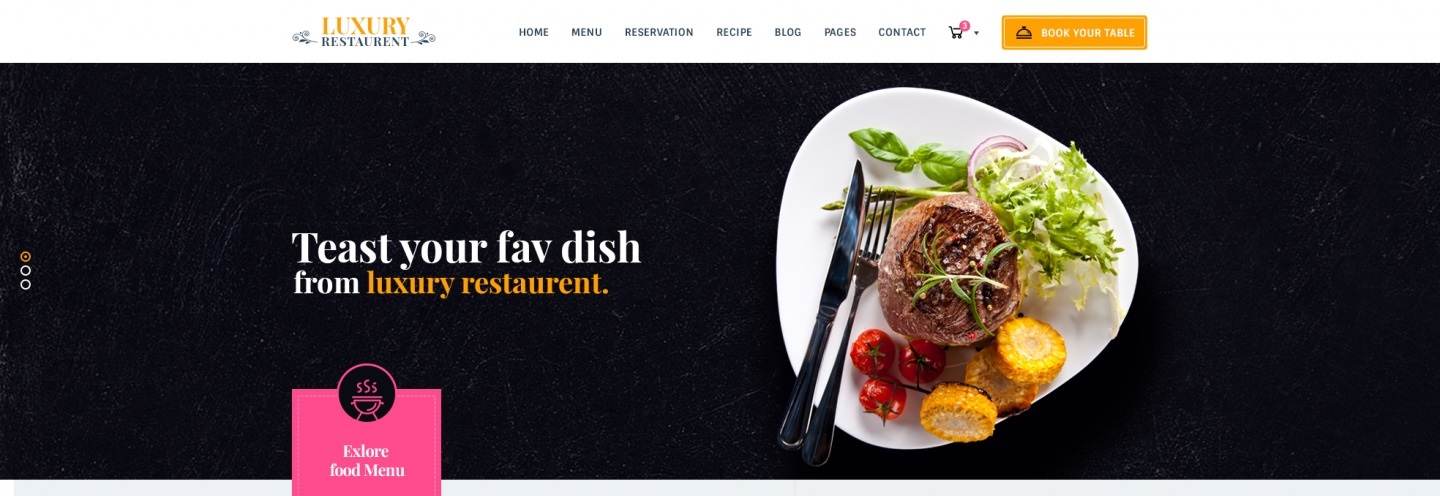 LUXURY
RESTAURENT
HOME MENU RESERVATION RECIPE BLOG PAGES CONTACT 3 BOOK YOUR TABLE
Teast your fav dish
from luxury restaurent.
Exlore
food Menu